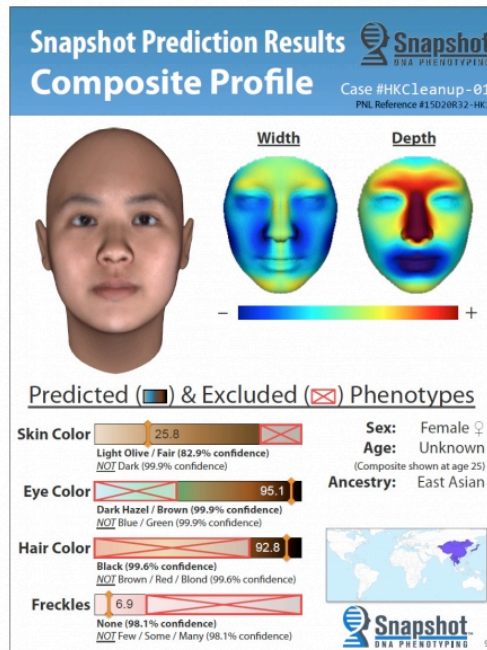 Snapshot Prediction Results
Composite Profile
Snapshot
DNA PHENOTYPING
Case #HKCleanup-01
PNL Reference #15D20R32-HK
Width
Depth
− +
Predicted ( ) & Excluded ( ) Phenotypes
Skin Color
25.8
Light Olive / Fair (82.9% confidence)
NOT Dark (99.9% confidence)
Eye Color
95.1
Dark Hazel / Brown (99.9% confidence)
NOT Blue / Green (99.9% confidence)
Hair Color
92.8
Black (99.6% confidence)
NOT Brown / Red / Blond (99.6% confidence)
Freckles
6.9
None (98.1% confidence)
NOT Few / Some / Many (98.1% confidence)
Sex: Female ♀
Age: Unknown
(Composite shown at age 25)
Ancestry: East Asian
Snapshot™
DNA PHENOTYPING